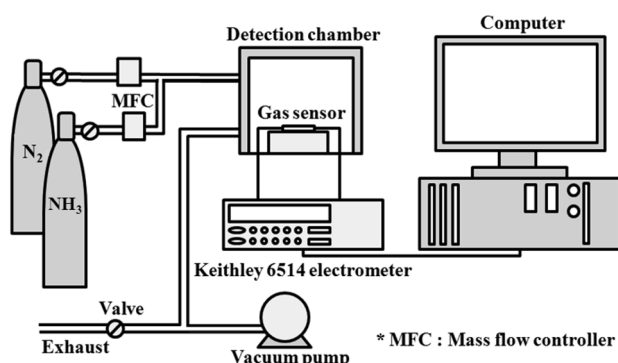 Computer
Detection chamber
MFC
Gas sensor
N2
NH3
Keithley 6514 electrometer
Valve
Exhaust
Vacuum pump
* MFC : Mass flow controller